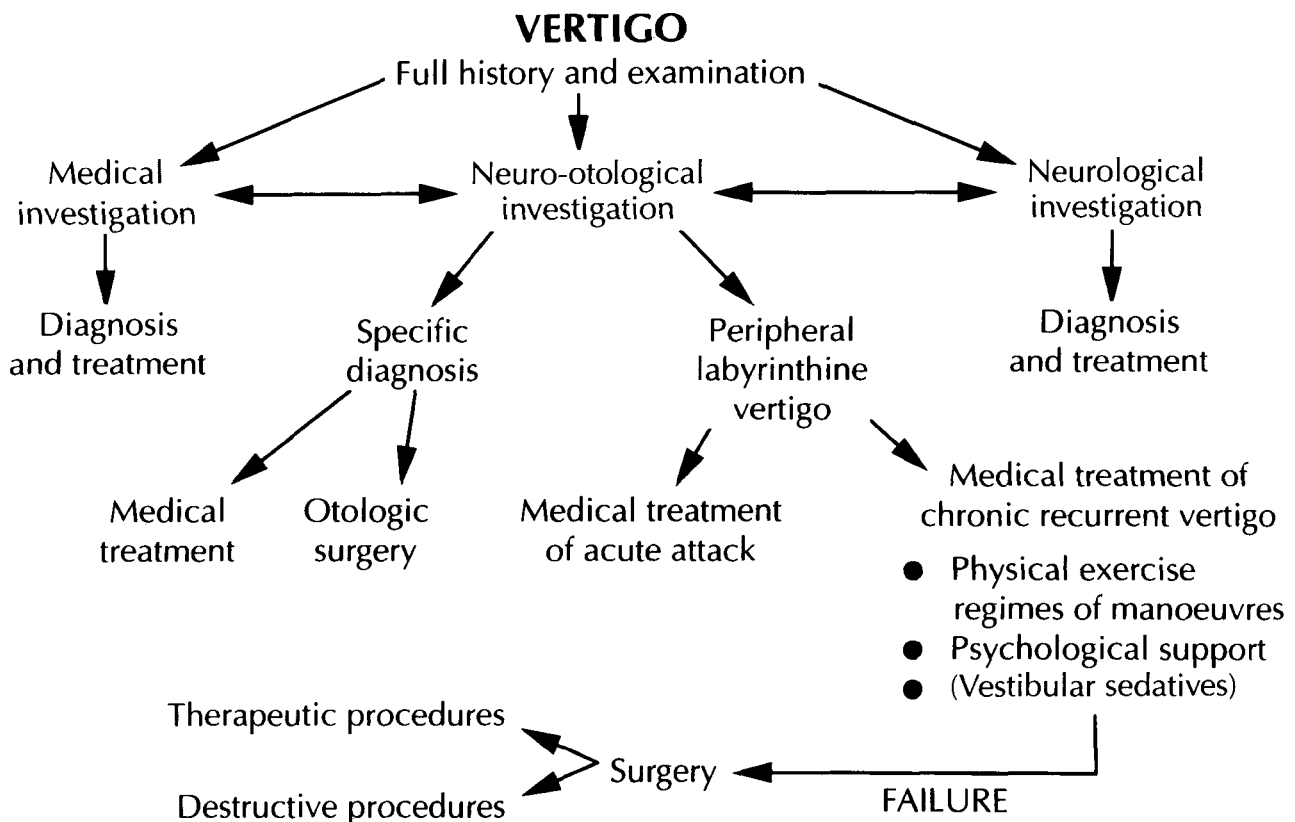 VERTIGO
Full history and examination
Medical
investigation
Neuro-otological
investigation
Neurological
investigation
Diagnosis
and treatment
Specific
diagnosis
Peripheral
labyrinthine
vertigo
Diagnosis
and treatment
Medical
treatment
Otologic
surgery
Medical treatment
of acute attack
Medical treatment of
chronic recurrent vertigo
● Physical exercise
regimes of manoeuvres
● Psychological support
● (Vestibular sedatives)
Therapeutic procedures
Surgery
Destructive procedures
FAILURE